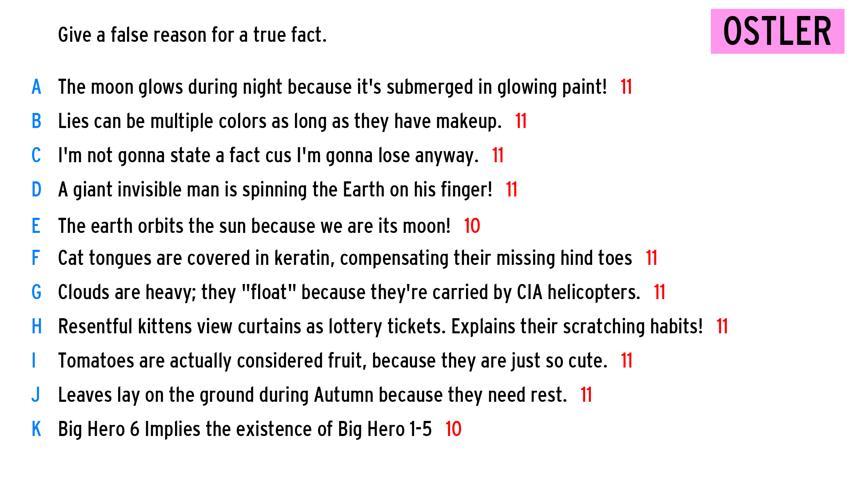 Give a false reason for a true fact.
OSTLER
A The moon glows during night because it's submerged in glowing paint! 11
B Lies can be multiple colors as long as they have makeup. 11
C I'm not gonna state a fact cus I'm gonna lose anyway. 11
D A giant invisible man is spinning the Earth on his finger! 11
E The earth orbits the sun because we are its moon! 10
F Cat tongues are covered in keratin, compensating their missing hind toes 11
G Clouds are heavy; they "float" because they're carried by CIA helicopters. 11
H Resentful kittens view curtains as lottery tickets. Explains their scratching habits! 11
I Tomatoes are actually considered fruit, because they are just so cute. 11
J Leaves lay on the ground during Autumn because they need rest. 11
K Big Hero 6 Implies the existence of Big Hero 1-5 10